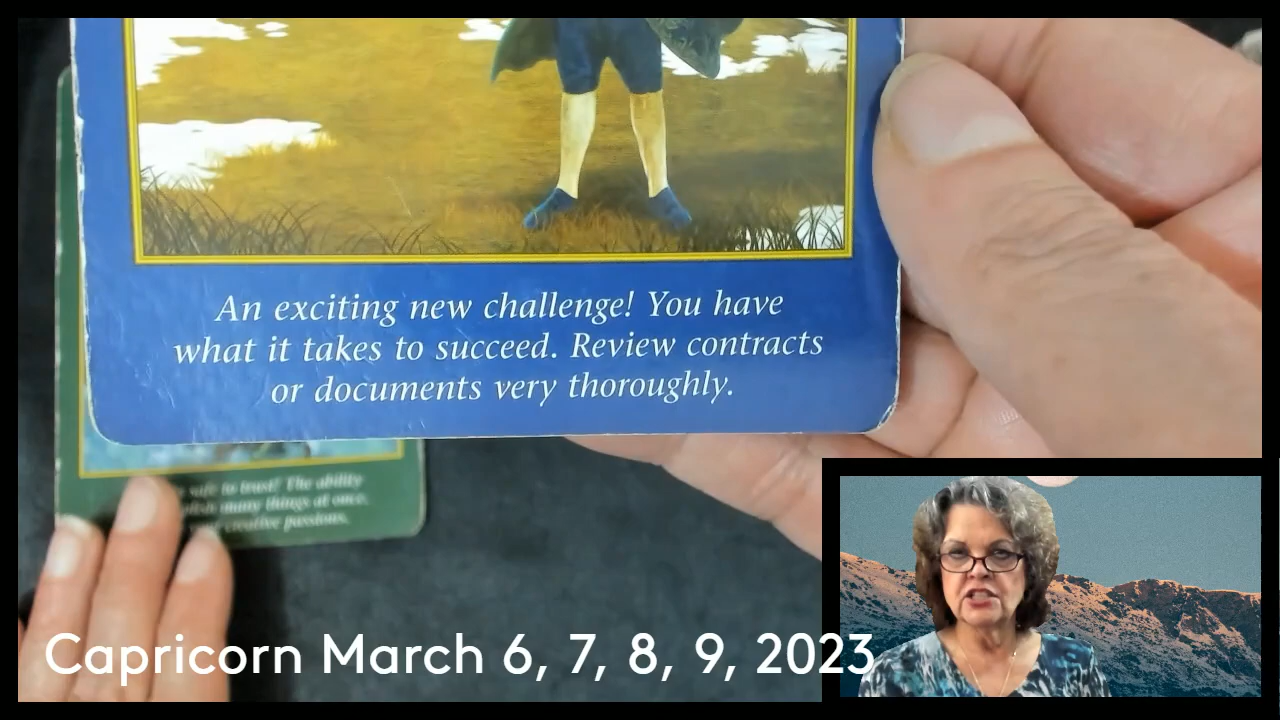 An exciting new challenge! You have
what it takes to succeed. Review contracts
or documents very thoroughly.
safe to trust! The ability
many things at once.
creative passions.
Capricorn March 6, 7, 8, 9, 2023